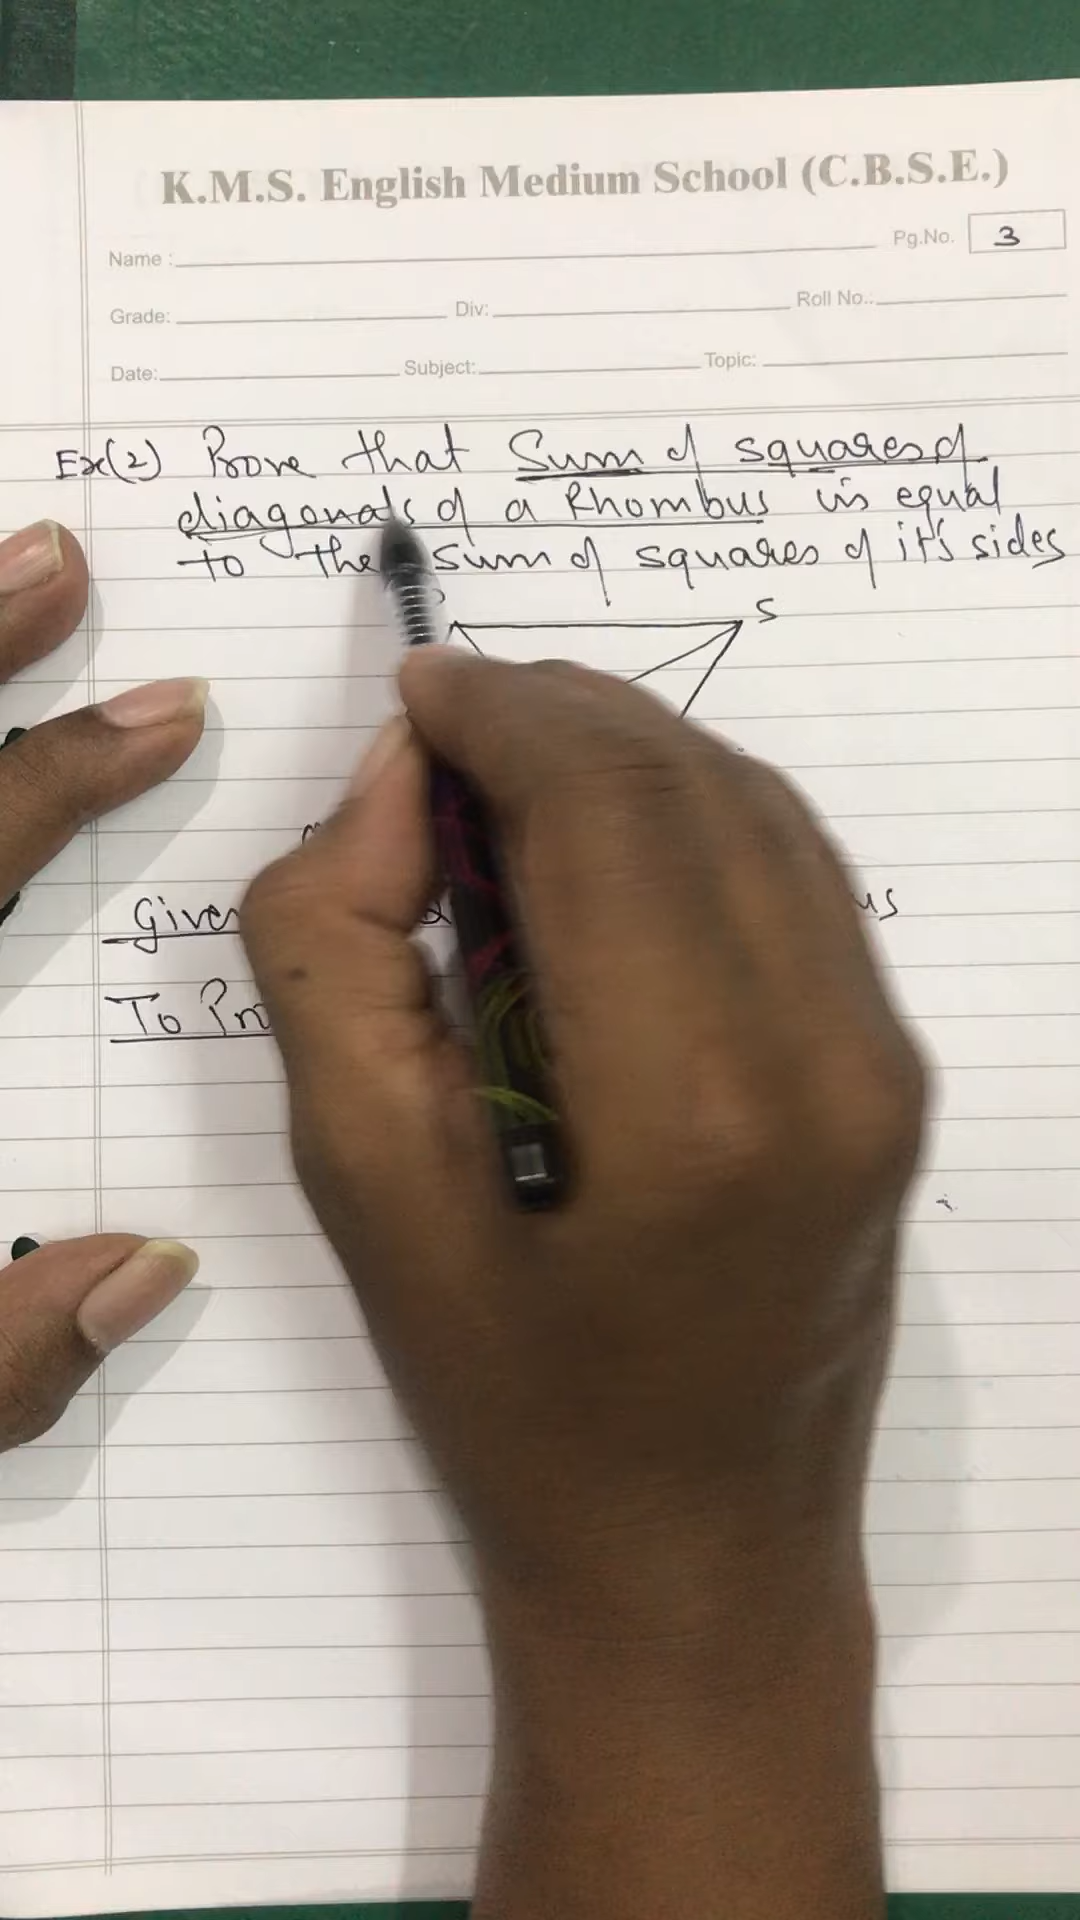 K.M.S. English Medium School (C.B.S.E.)
Pg.No. 3
Name :
Roll No.:
Grade: Div:
Date: Subject: Topic:
Ex(2) Prove that Sum of squares of
diagonals of a Rhombus is equal
to the sum of squares of it's sides
S
Given
To